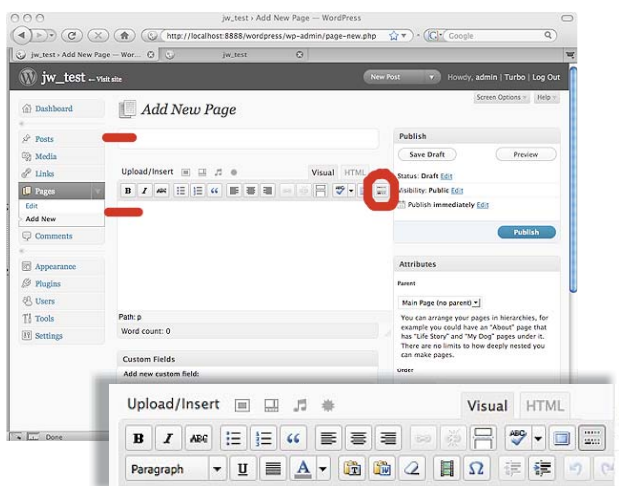 jw_test › Add New Page — WordPress
http://localhost:8888/wordpress/wp-admin/page-new.php
Google
jw_test › Add New Page — Wor...
jw_test
jw_test
Visit site
New Post
Howdy, admin | Turbo | Log Out
Screen Options
Help
Dashboard
Add New Page
Posts
Media
Links
Pages
Edit
Add New
Comments
Appearance
Plugins
Users
Tools
Settings
Upload/Insert
Visual
HTML
B I ABC
Path: p
Word count: 0
Custom Fields
Add new custom field:
Publish
Save Draft
Preview
Status: Draft Edit
Visibility: Public Edit
Publish immediately Edit
Publish
Attributes
Parent
Main Page (no parent)
You can arrange your pages in hierarchies, for
example you could have an "About" page that
has "Life Story" and "My Dog" pages under it.
There are no limits to how deeply nested you
can make pages.
Order
Done
Upload/Insert
Visual
HTML
B I ABC
ABC
Paragraph
U
A
Ω